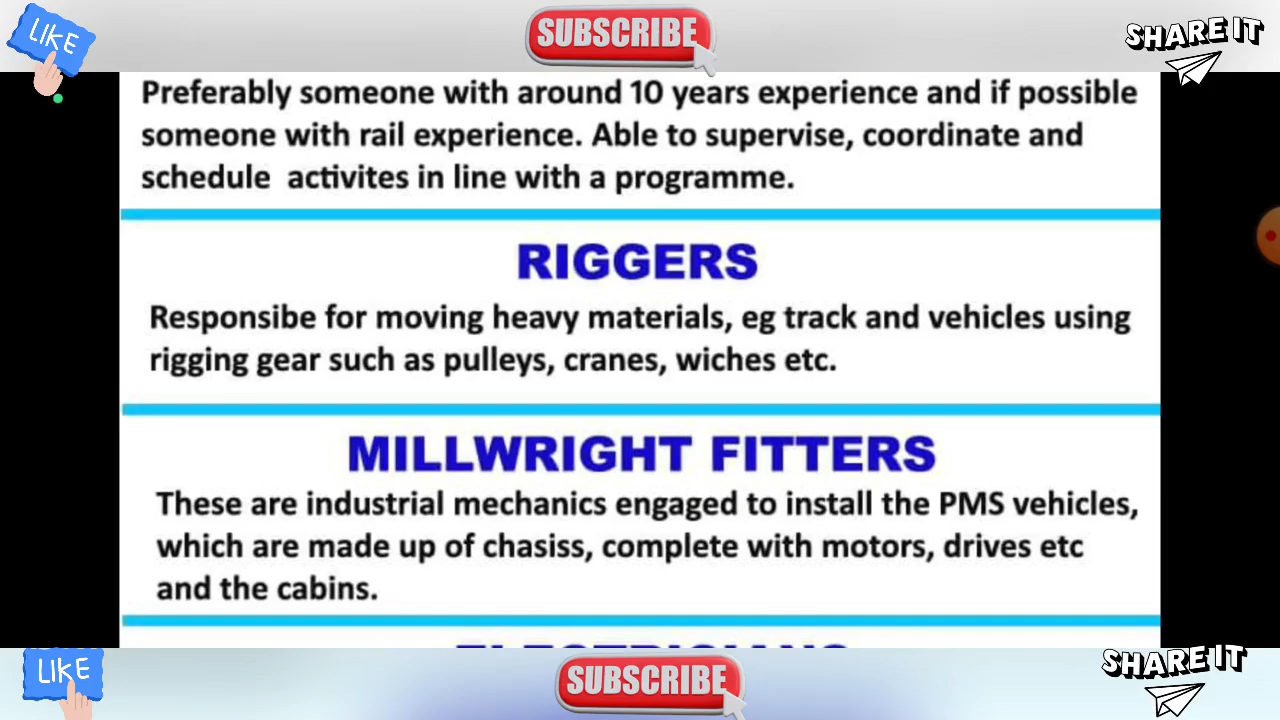 LIKE
SUBSCRIBE
SHARE IT
Preferably someone with around 10 years experience and if possible
someone with rail experience. Able to supervise, coordinate and
schedule activites in line with a programme.
RIGGERS
Responsibe for moving heavy materials, eg track and vehicles using
rigging gear such as pulleys, cranes, wiches etc.
MILLWRIGHT FITTERS
These are industrial mechanics engaged to install the PMS vehicles,
which are made up of chasiss, complete with motors, drives etc
and the cabins.
LIKE
SUBSCRIBE
SHARE IT